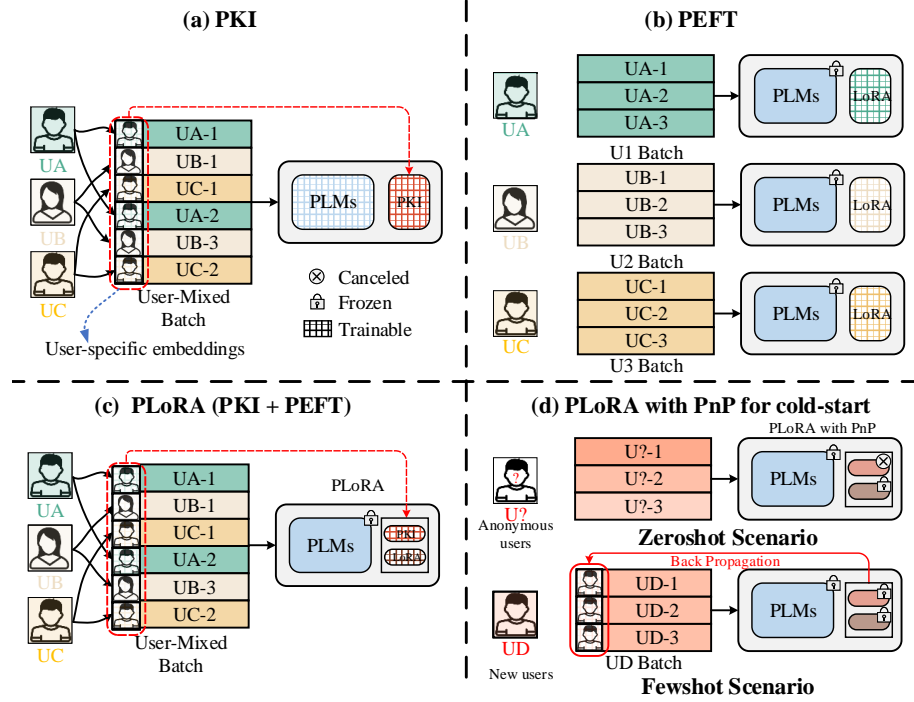 (a) PKI
UA
UB
UC
UA-1
UB-1
UC-1
UA-2
UB-3
UC-2
User-Mixed
Batch
User-specific embeddings
PLMs
PKI
Canceled
Frozen
Trainable
(b) PEFT
UA
UA-1
UA-2
UA-3
U1 Batch
PLMs
LoRA
UB
UB-1
UB-2
UB-3
U2 Batch
PLMs
LoRA
UC
UC-1
UC-2
UC-3
U3 Batch
PLMs
LoRA
(c) PLoRA (PKI + PEFT)
UA
UB
UC
UA-1
UB-1
UC-1
UA-2
UB-3
UC-2
User-Mixed
Batch
PLoRA
PLMs
PKI
LoRA
(d) PLoRA with PnP for cold-start
PLoRA with PnP
?
U?
Anonymous
users
U?-1
U?-2
U?-3
PLMs
Zeroshot Scenario
Back Propagation
UD
New users
UD-1
UD-2
UD-3
UD Batch
PLMs
Fewshot Scenario